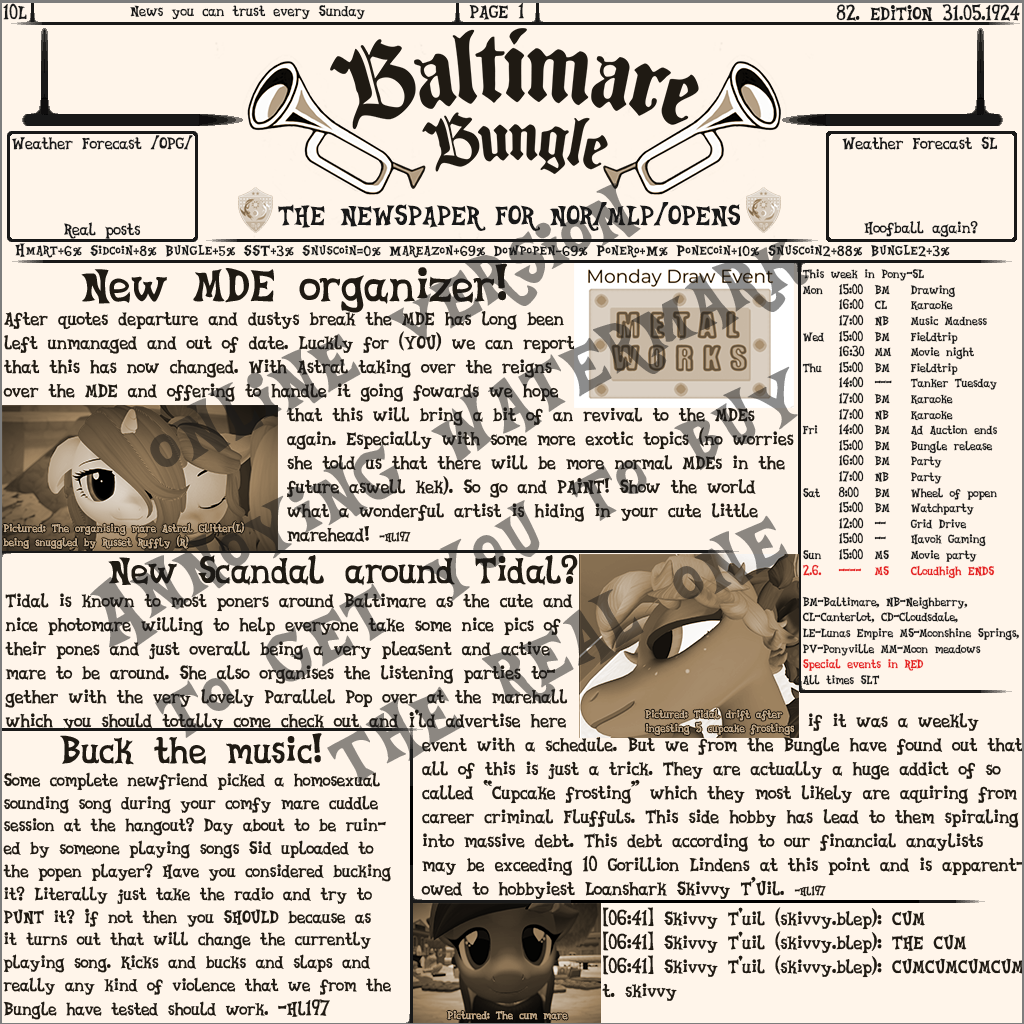 10L
News you can trust every Sunday
PAGE 1
82. EDITION 31.05.1924
Baltimare
Bungle
Weather Forecast /OPG/
Real posts
Weather Forecast SL
Hoofball again?
THE NEWSPAPER FOR NOR/MLP/OPENS
HMART+6% SIDCOIN+8% BUNGLE+5% SST+3% SNUSCOIN=0% MAREAZON+69% DOWPOPEN-69% PONERO+M% PONECOIN+10% SNUSCOIN2+88% BUNGLE2+3%
New MDE organizer!
After quotes departure and dustys break the MDE has long been
left unmanaged and out of date. Luckly for (YOU) we can report
that this has now changed. With Astral taking over the reigns
over the MDE and offering to handle it going fowards we hope
that this will bring a bit of an revival to the MDEs
again. Especially with some more exotic topics (no worries
she told us that there will be more normal MDEs in the
future aswell kek). So go and PAINT! Show the world
what a wonderful artist is hiding in your cute little
marehead! -HL197
Pictured: The organising mare Astral Glitter(L)
being snuggled by Russet Ruffly (R)
Monday Draw Event
METAL
WORKS
This week in Pony-SL
Mon 15:00 BM Drawing
16:00 CL Karaoke
17:00 NB Music Madness
Wed 15:00 BM Fieldtrip
16:30 MM Movie night
Thu 15:00 BM Fieldtrip
14:00 ---- Tanker Tuesday
17:00 BM Karaoke
17:00 NB Karaoke
Fri 14:00 BM Ad Auction ends
15:00 BM Bungle release
16:00 BM Party
17:00 NB Party
Sat 8:00 BM Wheel of popen
15:00 BM Watchparty
12:00 --- Grid Drive
15:00 --- Havok Gaming
Sun 15:00 MS Movie party
2.6. ----- MS Cloudhigh ENDS
BM-Baltimare, NB-Neighberry,
CL-Canterlot, CD-Cloudsdale,
LE-Lunas Empire MS-Moonshine Springs,
PV-Ponyville MM-Moon meadows
Special events in RED
All times SLT
New Scandal around Tidal?
Tidal is known to most poners around Baltimare as the cute and
nice photomare willing to help everyone take some nice pics of
their pones and just overall being a very pleasent and active
mare to be around. She also organises the listening parties to-
gether with the very lovely Parallel Pop over at the marehall
which you should totally come check out and i'ld advertise here
if it was a weekly
event with a schedule. But we from the Bungle have found out that
all of this is just a trick. They are actually a huge addict of so
called "Cupcake frosting" which they most likely are aquiring from
career criminal Fluffuls. This side hobby has lead to them spiraling
into massive debt. This debt according to our financial anaylists
may be exceeding 10 Gorillion Lindens at this point and is apparent-
owed to hobbyiest Loanshark Skivvy T'Uil. -HL197
Pictured: Tidal drift after
ingesting 5 cupcake frostings
Buck the music!
Some complete newfriend picked a homosexual
sounding song during your comfy mare cuddle
session at the hangout? Day about to be ruin-
ed by someone playing songs Sid uploaded to
the popen player? Have you considered bucking
it? Literally just take the radio and try to
PUNT it? if not then you SHOULD because as
it turns out that will change the currently
playing song. Kicks and bucks and slaps and
really any kind of violence that we from the
Bungle have tested should work. -HL197
Pictured: The cum mare
[06:41] Skivvy T'uil (skivvy.blep): CUM
[06:41] Skivvy T'uil (skivvy.blep): THE CUM
[06:41] Skivvy T'uil (skivvy.blep): CUMCUMCUMCUM
t. skivvy
ONLINE VERSION
ANNOYING WATERMARK
TO GET YOU TO BUY
THE REAL ONE